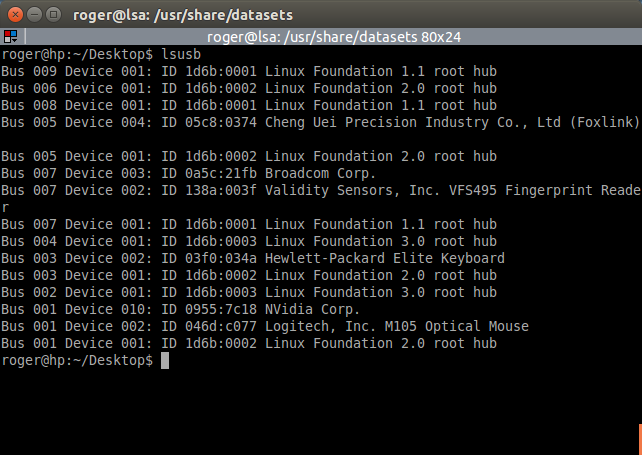 roger@lsa: /usr/share/datasets
roger@lsa: /usr/share/datasets 80x24
roger@hp:~/Desktop$ lsusb
Bus 009 Device 001: ID 1d6b:0001 Linux Foundation 1.1 root hub
Bus 006 Device 001: ID 1d6b:0002 Linux Foundation 2.0 root hub
Bus 008 Device 001: ID 1d6b:0001 Linux Foundation 1.1 root hub
Bus 005 Device 004: ID 05c8:0374 Cheng Uei Precision Industry Co., Ltd (Foxlink)
Bus 005 Device 001: ID 1d6b:0002 Linux Foundation 2.0 root hub
Bus 007 Device 003: ID 0a5c:21fb Broadcom Corp.
Bus 007 Device 002: ID 138a:003f Validity Sensors, Inc. VFS495 Fingerprint Reade
r
Bus 007 Device 001: ID 1d6b:0001 Linux Foundation 1.1 root hub
Bus 004 Device 001: ID 1d6b:0003 Linux Foundation 3.0 root hub
Bus 003 Device 002: ID 03f0:034a Hewlett-Packard Elite Keyboard
Bus 003 Device 001: ID 1d6b:0002 Linux Foundation 2.0 root hub
Bus 002 Device 001: ID 1d6b:0003 Linux Foundation 3.0 root hub
Bus 001 Device 010: ID 0955:7c18 NVidia Corp.
Bus 001 Device 002: ID 046d:c077 Logitech, Inc. M105 Optical Mouse
Bus 001 Device 001: ID 1d6b:0002 Linux Foundation 2.0 root hub
roger@hp:~/Desktop$